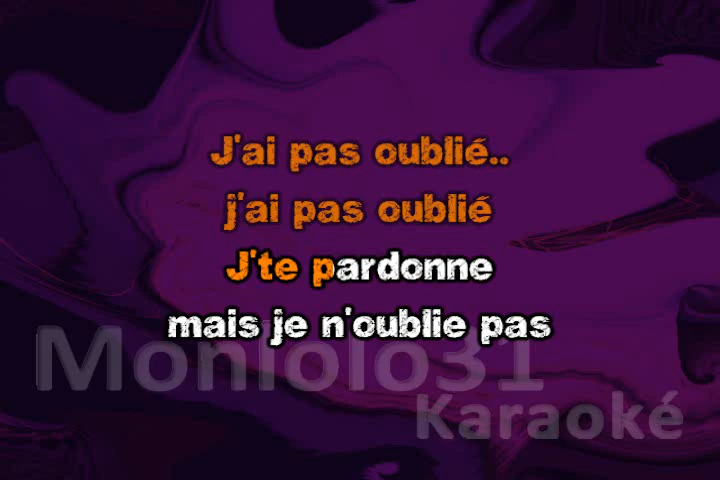 J'ai pas oublié..
j'ai pas oublié
J'te pardonne
mais je n'oublie pas
Monlolo31
Karaoké